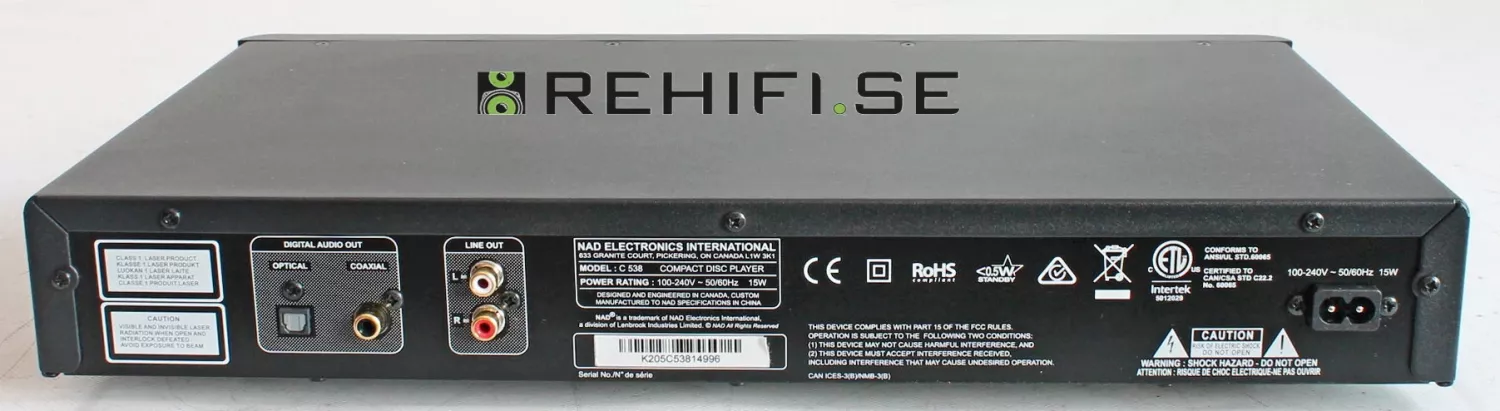 REHIFI.SE
CLASS 1, LASER PRODUCT
KLASSE 1 LASER PRODUKT
LUOKAN 1 LASER LAITE
KLASS 1 LASER APPARAT
CLASSE 1 PRODUIT LASER
CAUTION
VISIBLE AND INVISIBLE LASER
RADIATION WHEN OPEN AND
INTERLOCK DEFEATED
AVOID EXPOSURE TO BEAM
DIGITAL AUDIO OUT
OPTICAL
COAXIAL
LINE OUT
L
R
NAD ELECTRONICS INTERNATIONAL
633 GRANITE COURT, PICKERING, ON CANADA L1W 3K1
MODEL : C 538 COMPACT DISC PLAYER
POWER RATING : 100-240V ~ 50/60Hz 15W
DESIGNED AND ENGINEERED IN CANADA, CUSTOM
MANUFACTURED TO NAD SPECIFICATIONS IN CHINA
NAD® is a trademark of NAD Electronics International,
a division of Lenbrook Industries Limited. © NAD All Rights Reserved
K205C53814996
Serial No./N° de série
CE
RoHS
compliant
<0.5W
STANDBY
THIS DEVICE COMPLIES WITH PART 15 OF THE FCC RULES.
OPERATION IS SUBJECT TO THE FOLLOWING TWO CONDITIONS:
(1) THIS DEVICE MAY NOT CAUSE HARMFUL INTERFERENCE, AND
(2) THIS DEVICE MUST ACCEPT INTERFERENCE RECEIVED,
INCLUDING INTERFERENCE THAT MAY CAUSE UNDESIRED OPERATION.
CAN ICES-3(B)/NMB-3(B)
C ETL US
Intertek
5012028
CONFORMS TO
ANSI/UL STD.60065
CERTIFIED TO
CAN/CSA STD C22.2
No. 60065
100-240V ~ 50/60Hz 15W
CAUTION
RISK OF ELECTRIC SHOCK
DO NOT OPEN
WARNING : SHOCK HAZARD - DO NOT OPEN
ATTENTION : RISQUE DE CHOC ELECTRIQUE-NE PAS OUVRIR